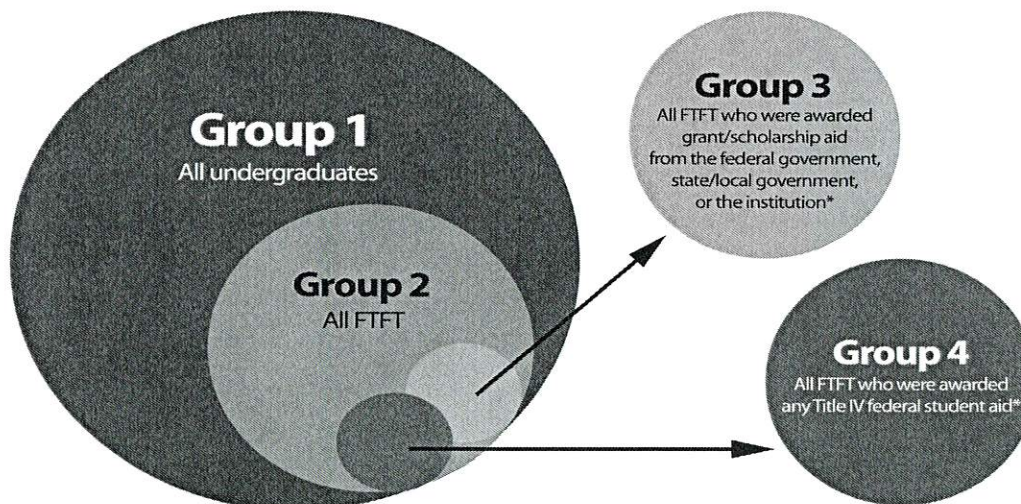 Group 1
All undergraduates
Group 2
All FTFT
Group 3
All FTFT who were awarded
grant/scholarship aid
from the federal government,
state/local government,
or the institution*
Group 4
All FTFT who were awarded
any Title IV federal student aid*